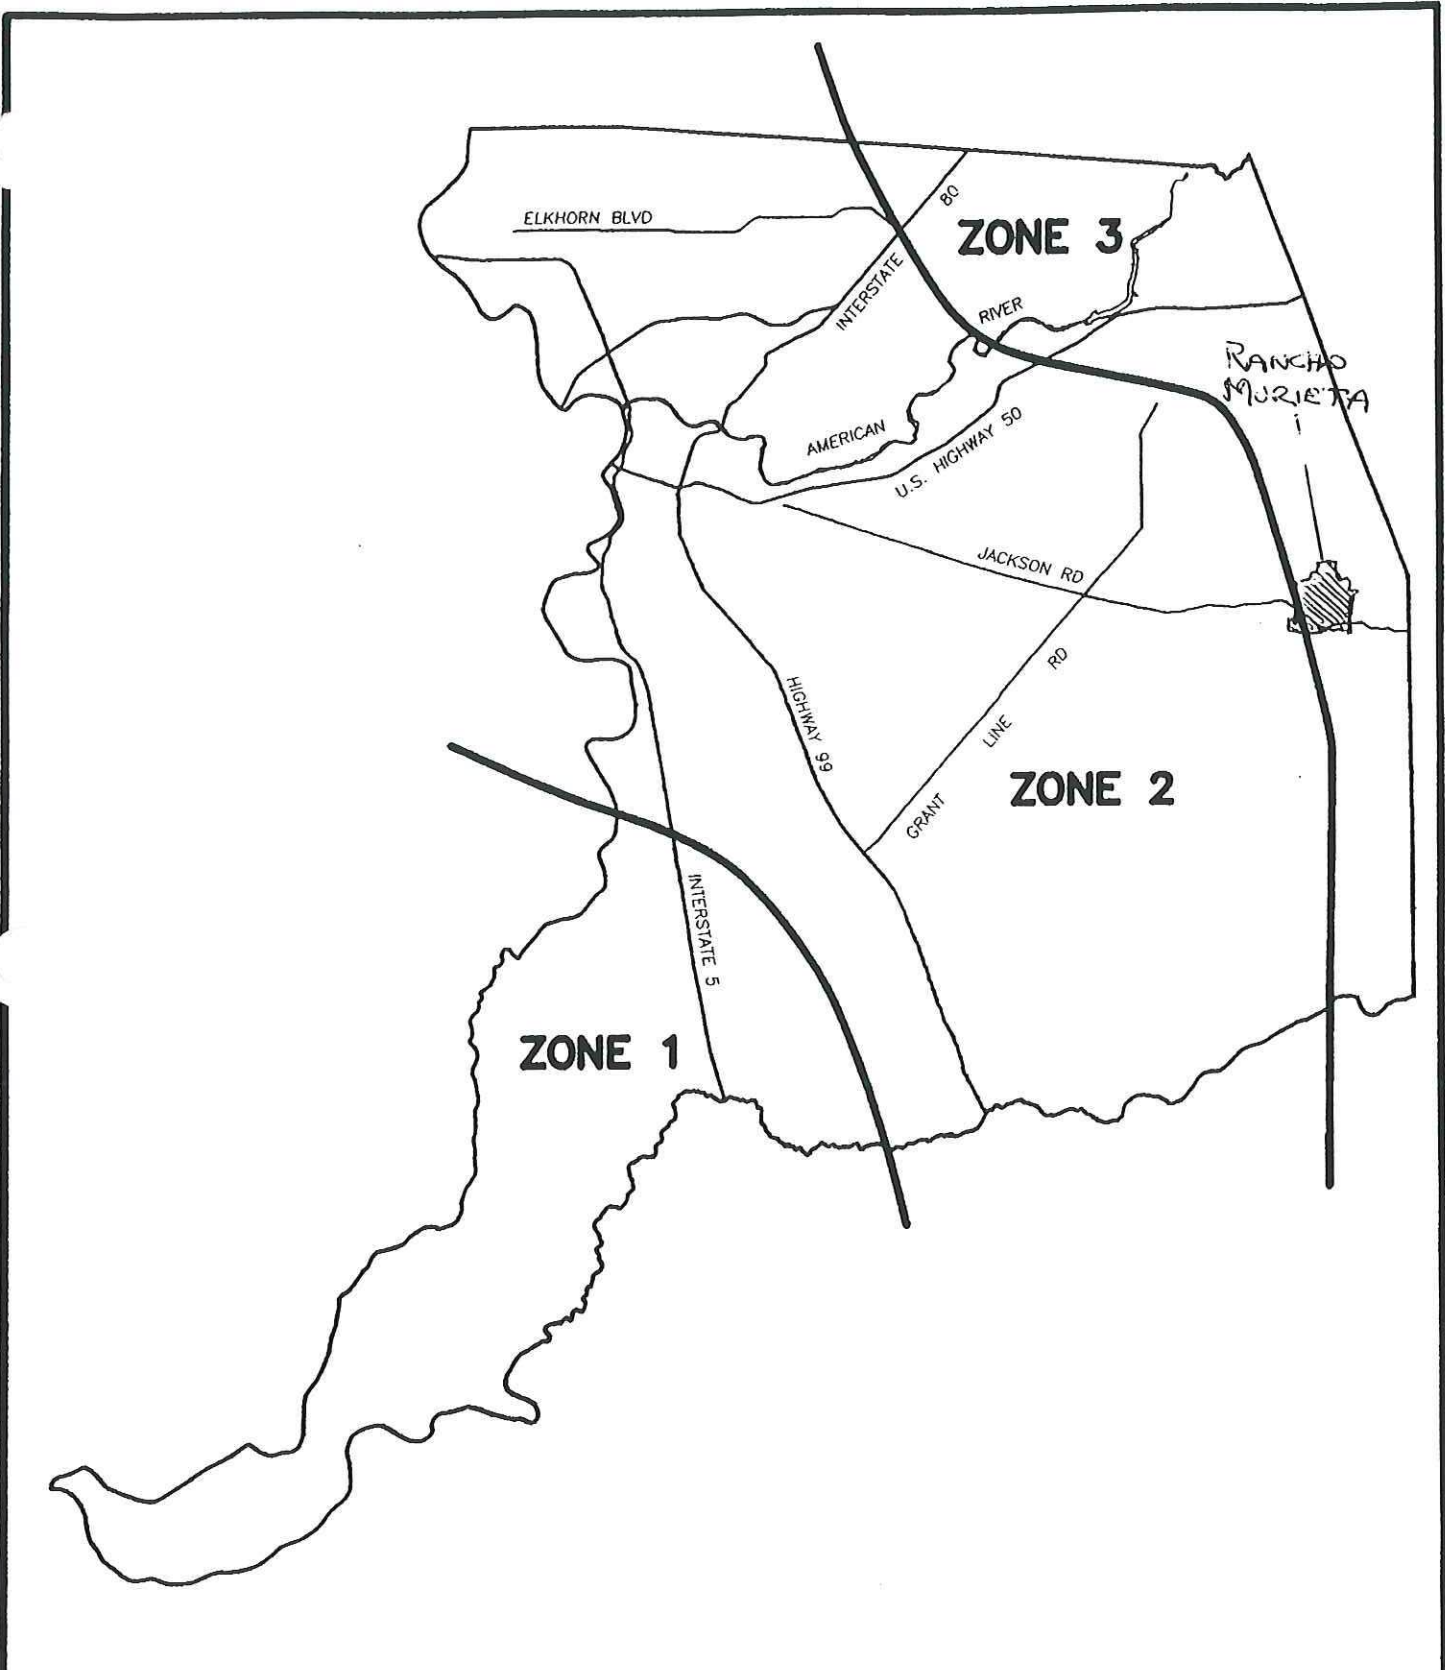 ELKHORN BLVD
INTERSTATE 80
ZONE 3
RIVER
RANCHO
MURIETA
AMERICAN
U.S. HIGHWAY 50
JACKSON RD
HIGHWAY 99
GRANT LINE RD
ZONE 2
INTERSTATE 5
ZONE 1